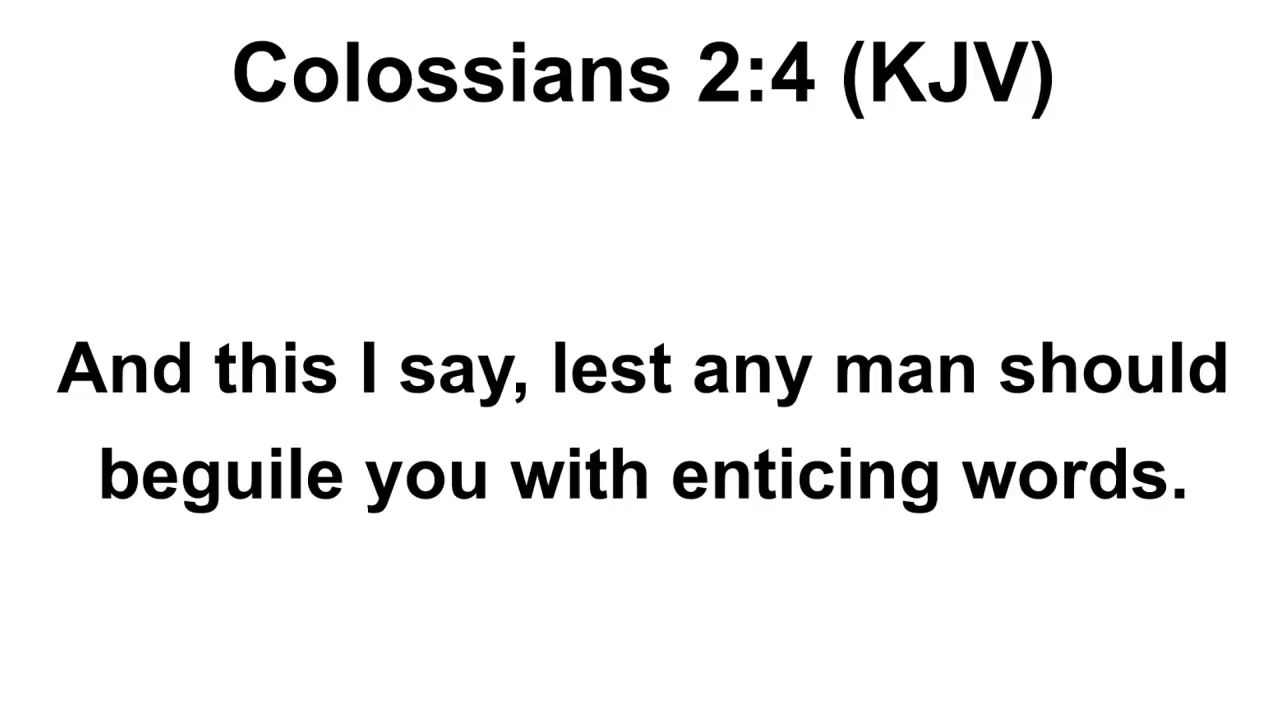 Colossians 2:4 (KJV)
And this I say, lest any man should
beguile you with enticing words.